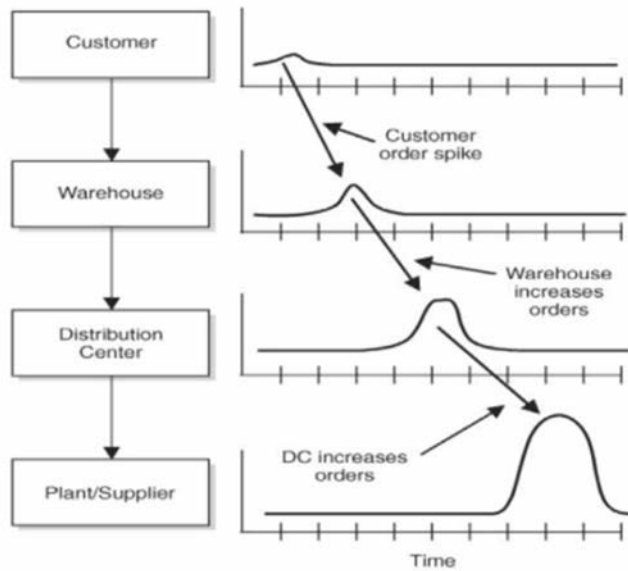 Customer
Customer
order spike
Warehouse
Warehouse
increases
orders
Distribution
Center
DC increases
orders
Plant/Supplier
Time